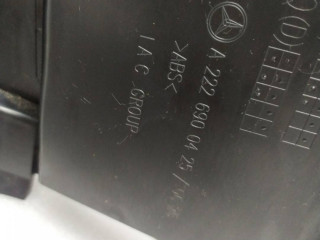 (D)
A 222 690 04 25 /
>ABS<
I A C GROUP